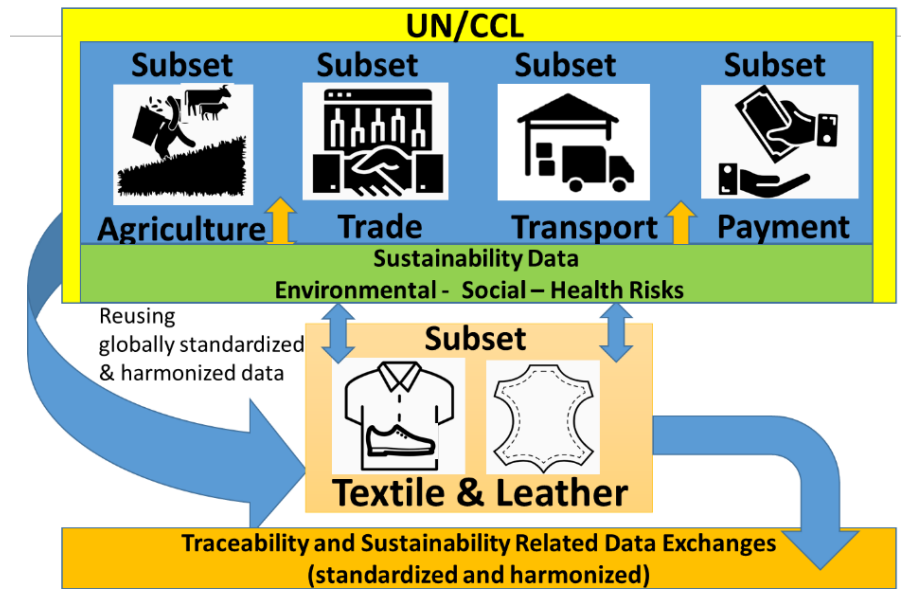 UN/CCL
Subset Subset Subset Subset
Agriculture Trade Transport Payment
Sustainability Data
Environmental - Social – Health Risks
Reusing
globally standardized
& harmonized data
Subset
Textile & Leather
Traceability and Sustainability Related Data Exchanges
(standardized and harmonized)